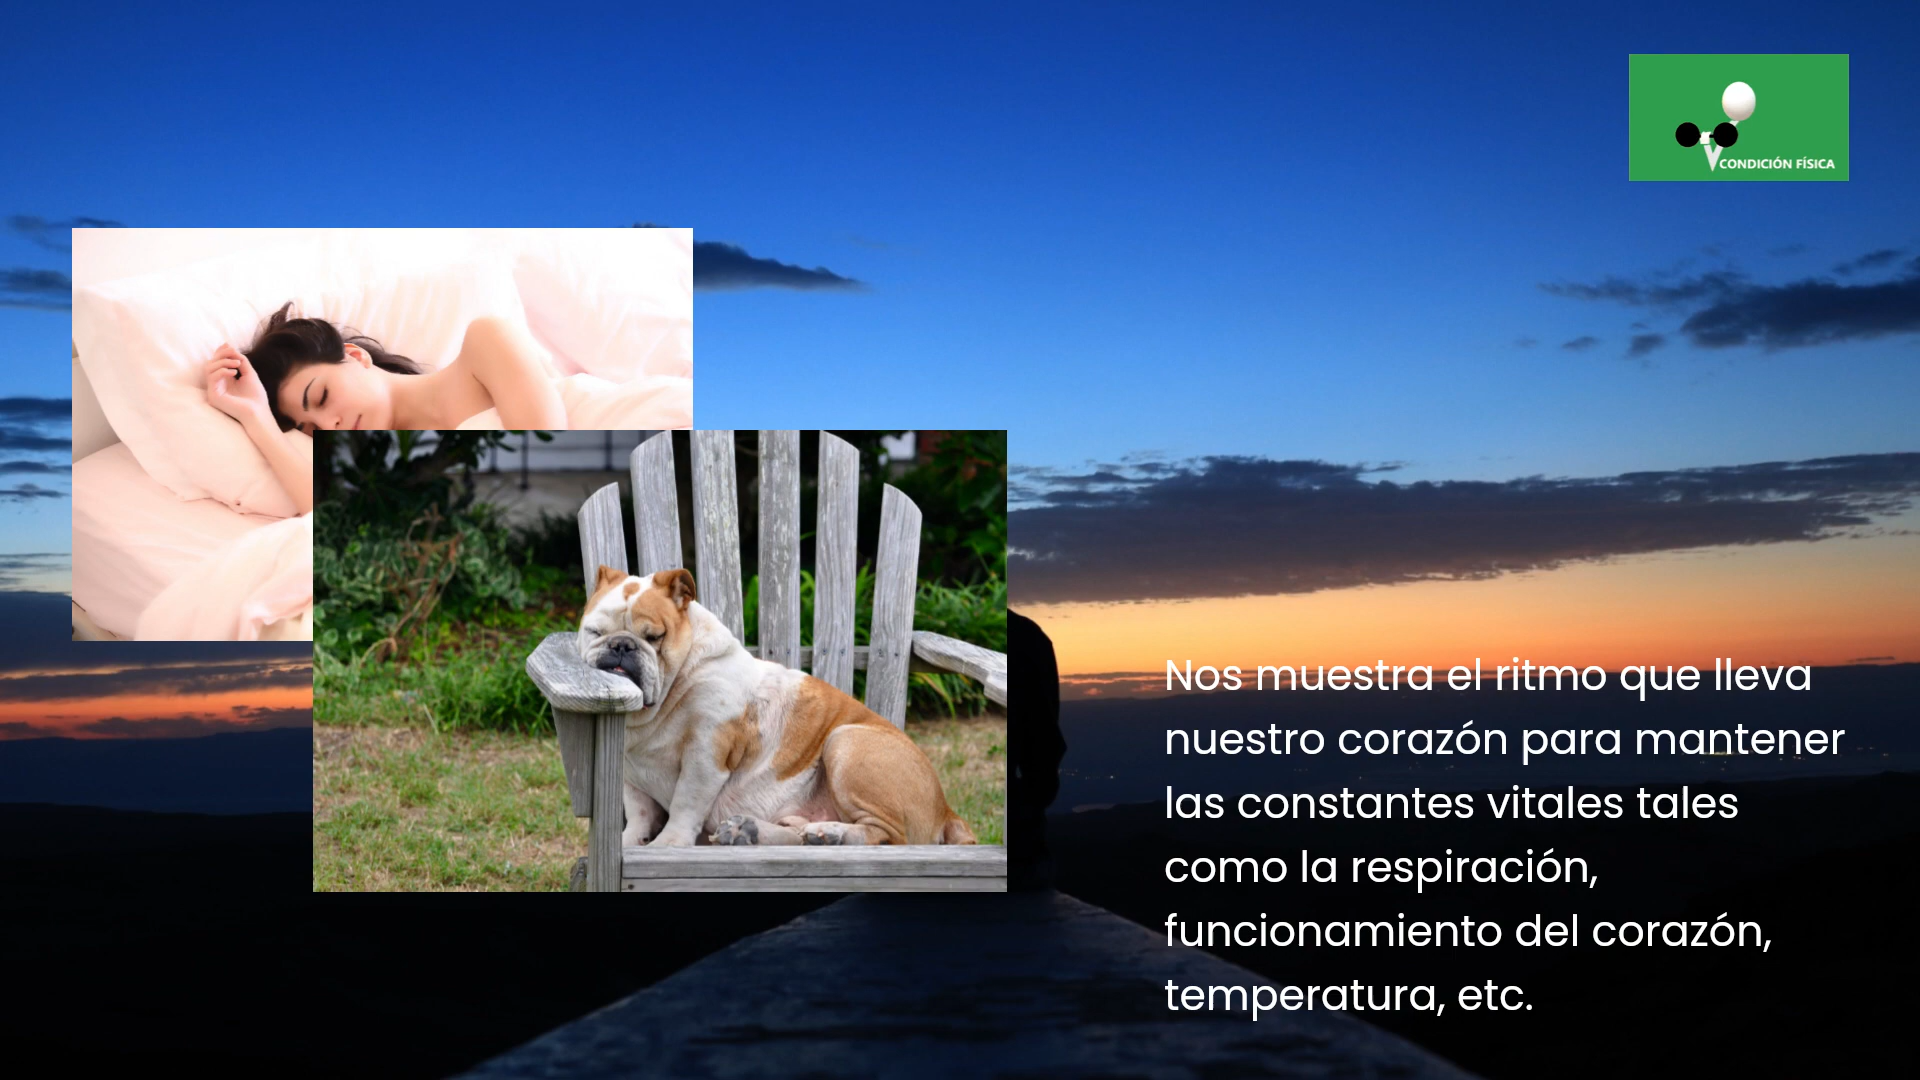 CONDICIÓN FÍSICA
Nos muestra el ritmo que lleva
nuestro corazón para mantener
las constantes vitales tales
como la respiración,
funcionamiento del corazón,
temperatura, etc.